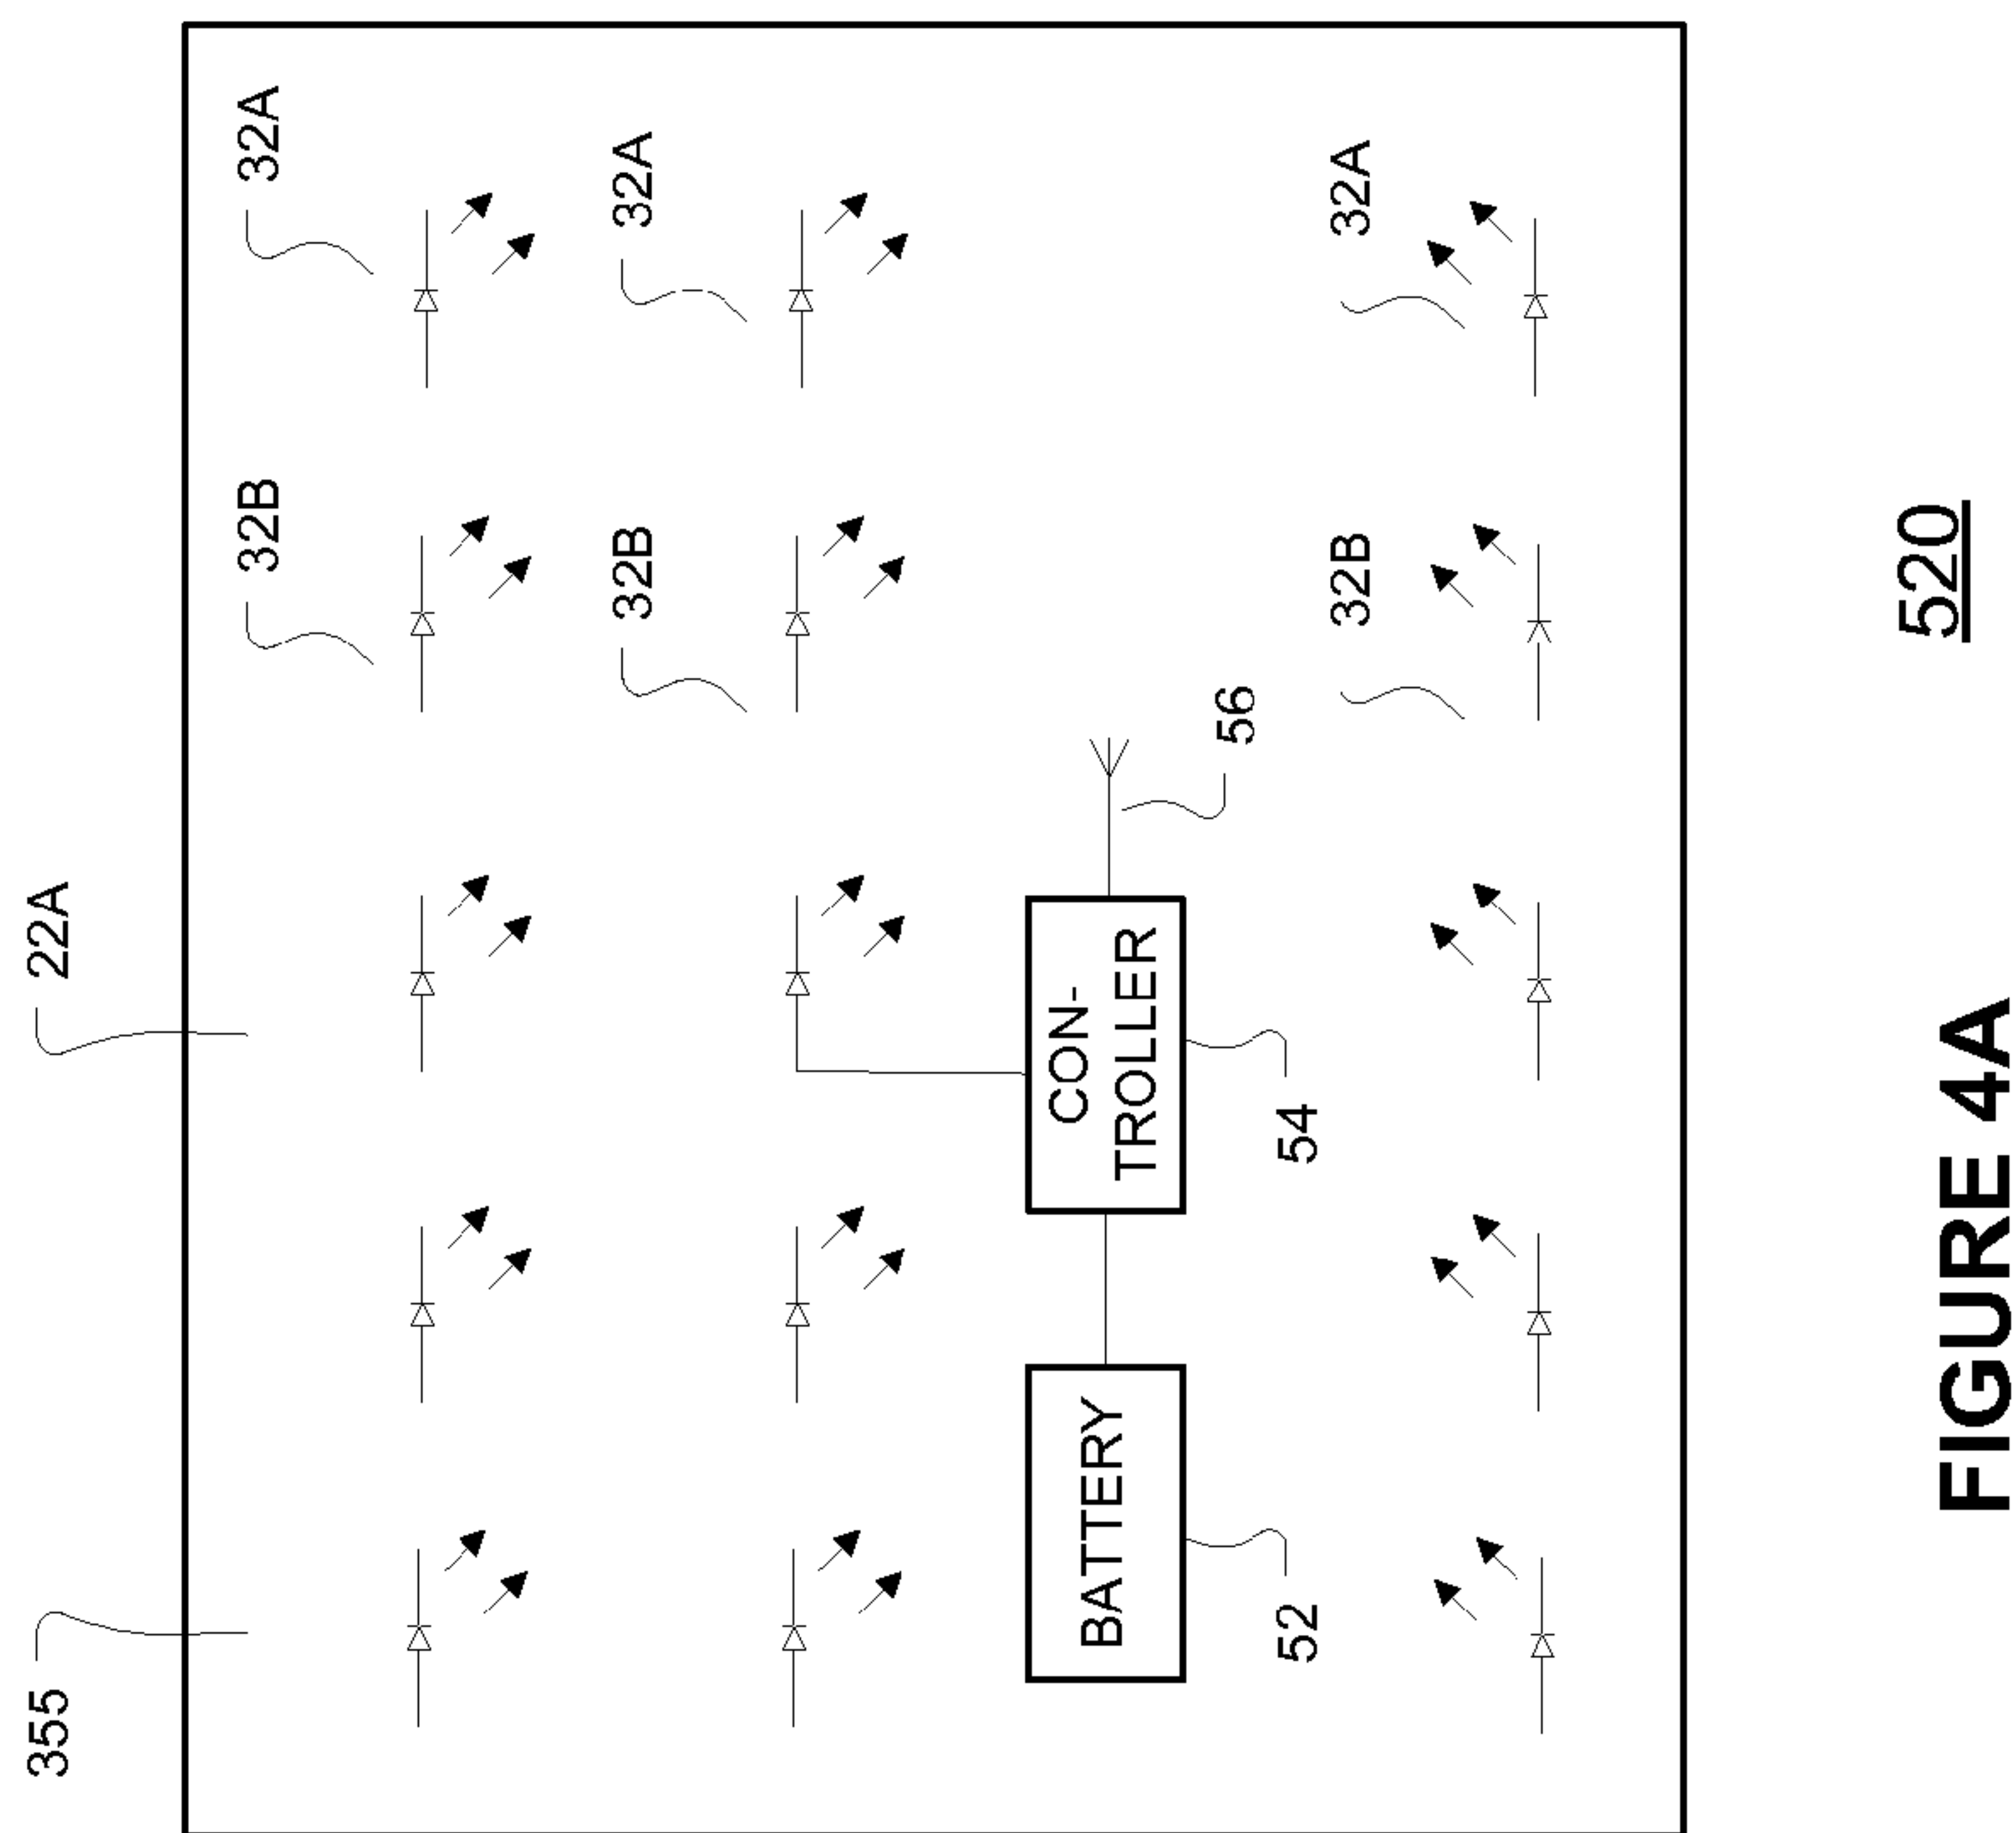 355
22A
32B
32A
32B
32A
BATTERY
CON-
TROLLER
56
52
54
32B
32A
520
FIGURE 4A